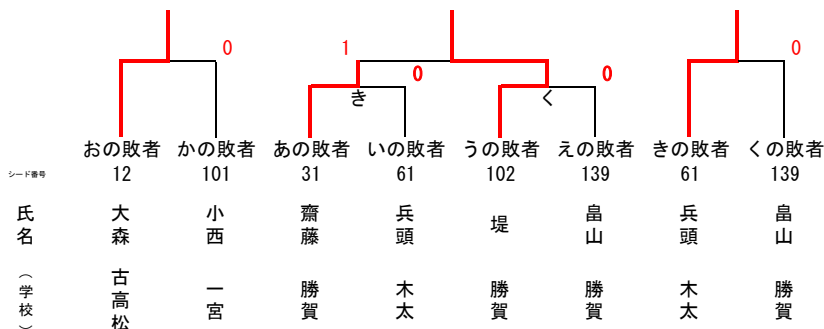 0 1 0
0 0
き く
おの敗者 かの敗者 あの敗者 いの敗者 うの敗者 えの敗者 きの敗者 くの敗者
シード番号 12 101 31 61 102 139 61 139
氏名 大森 小西 齋藤 兵頭 堤 畠山 兵頭 畠山
（学校） 古高松 一宮 勝賀 木太 勝賀 勝賀 木太 勝賀